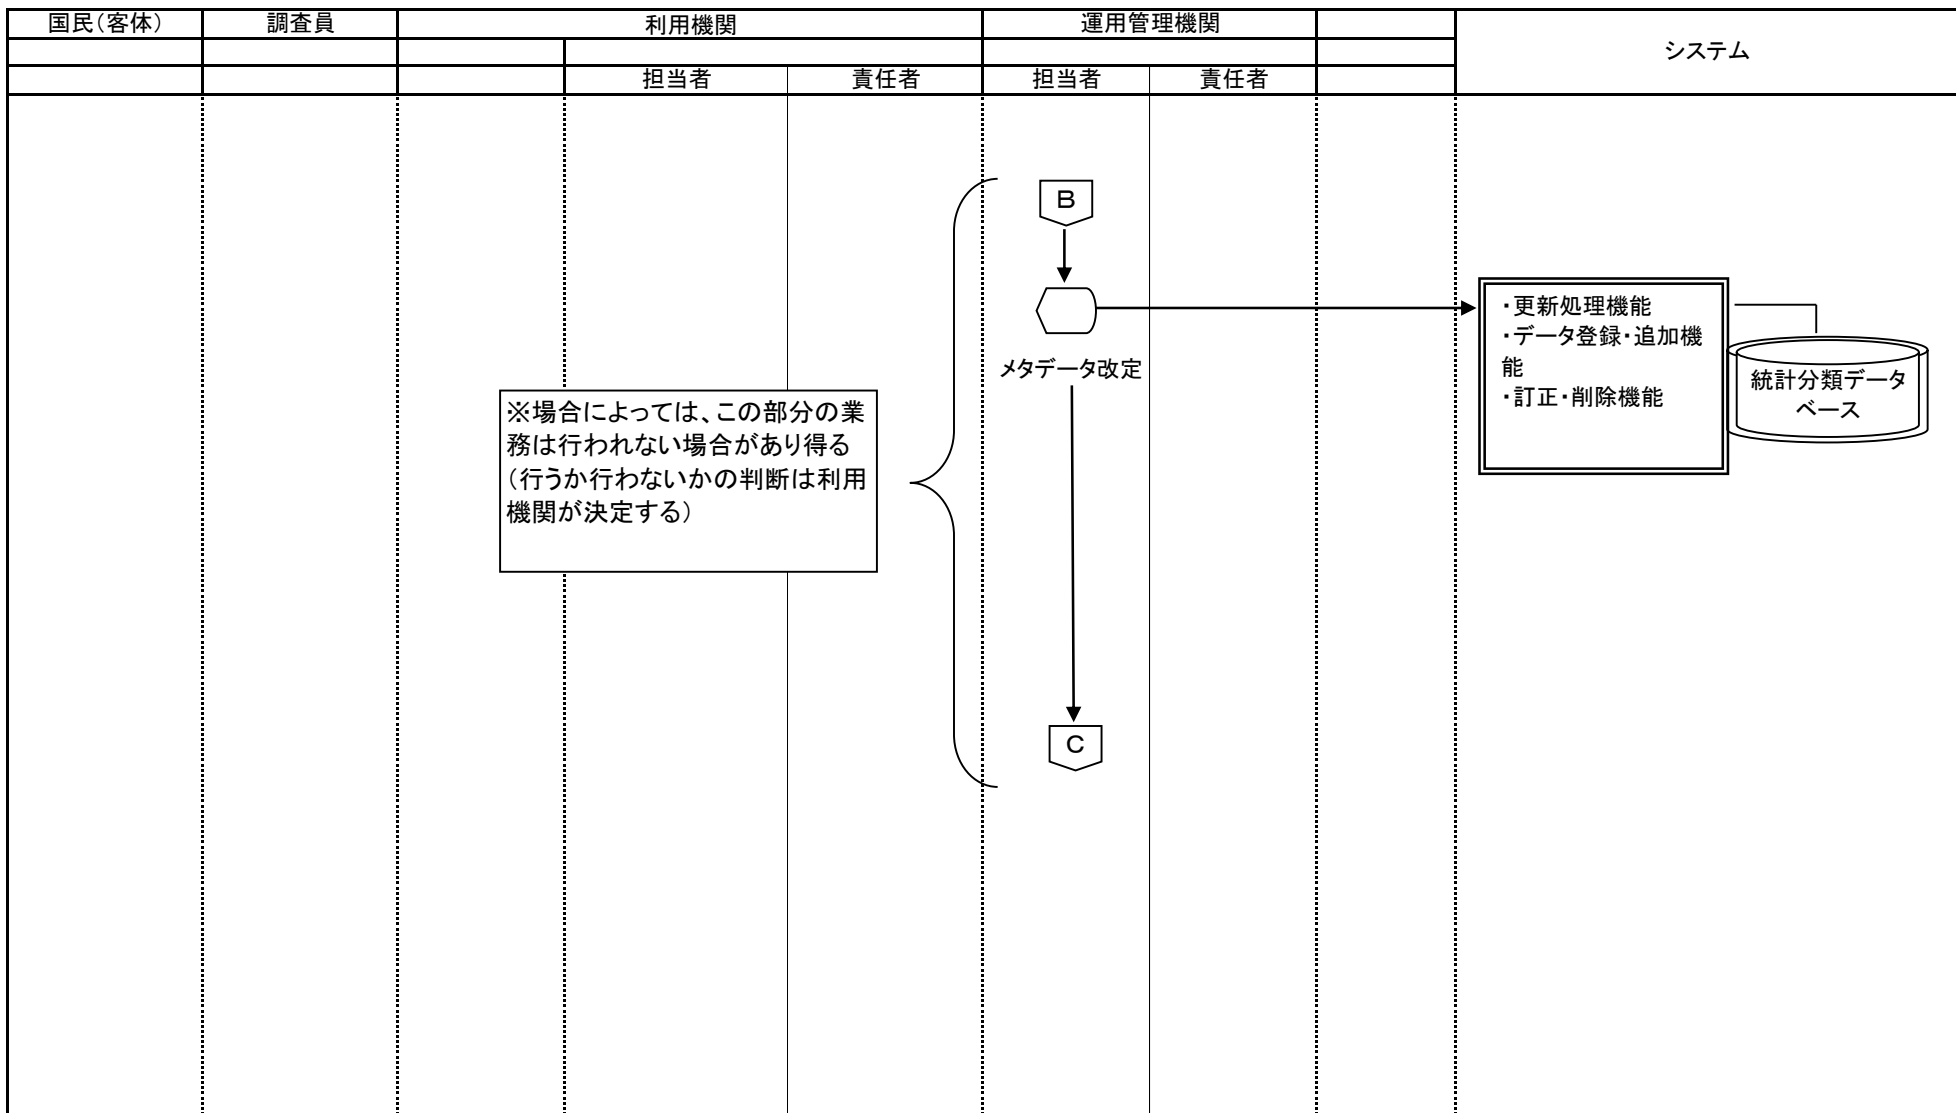 国民(客体)
調査員
利用機関
運用管理機関
システム
担当者
責任者
担当者
責任者
B
・更新処理機能
・データ登録・追加機
能
・訂正・削除機能
メタデータ改定
統計分類データ
ベース
※場合によっては、この部分の業
務は行われない場合があり得る
(行うか行わないかの判断は利用
機関が決定する)
C